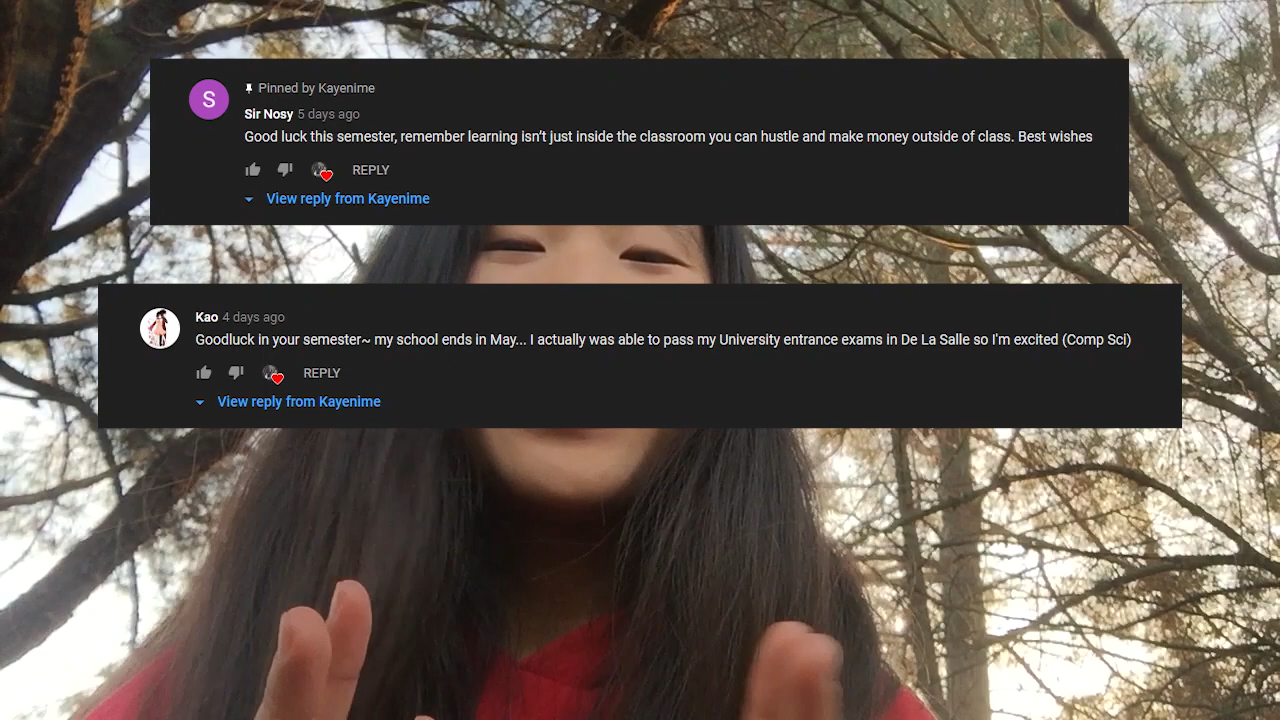 Pinned by Kayenime
Sir Nosy 5 days ago
Good luck this semester, remember learning isn't just inside the classroom you can hustle and make money outside of class. Best wishes
REPLY
View reply from Kayenime
Kao 4 days ago
Goodluck in your semester~ my school ends in May... I actually was able to pass my University entrance exams in De La Salle so I'm excited (Comp Sci)
REPLY
View reply from Kayenime
S